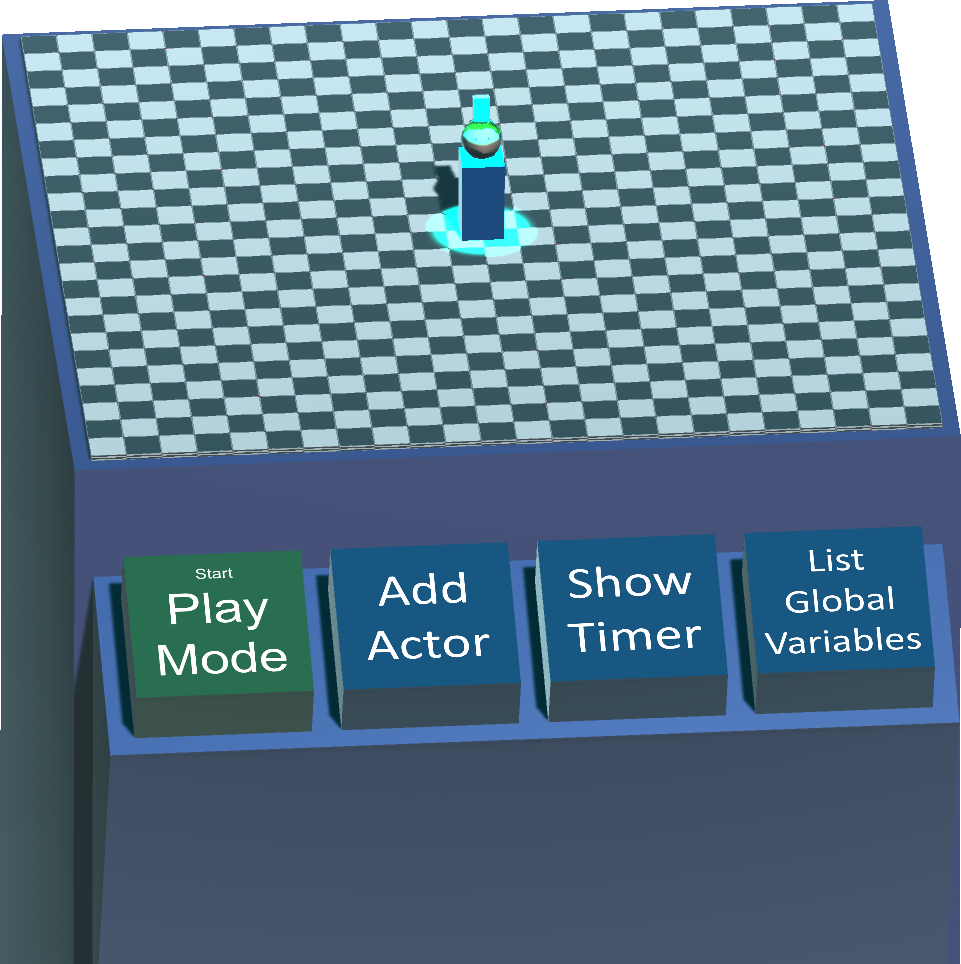 Start
Play
Mode
Add
Actor
Show
Timer
List
Global
Variables